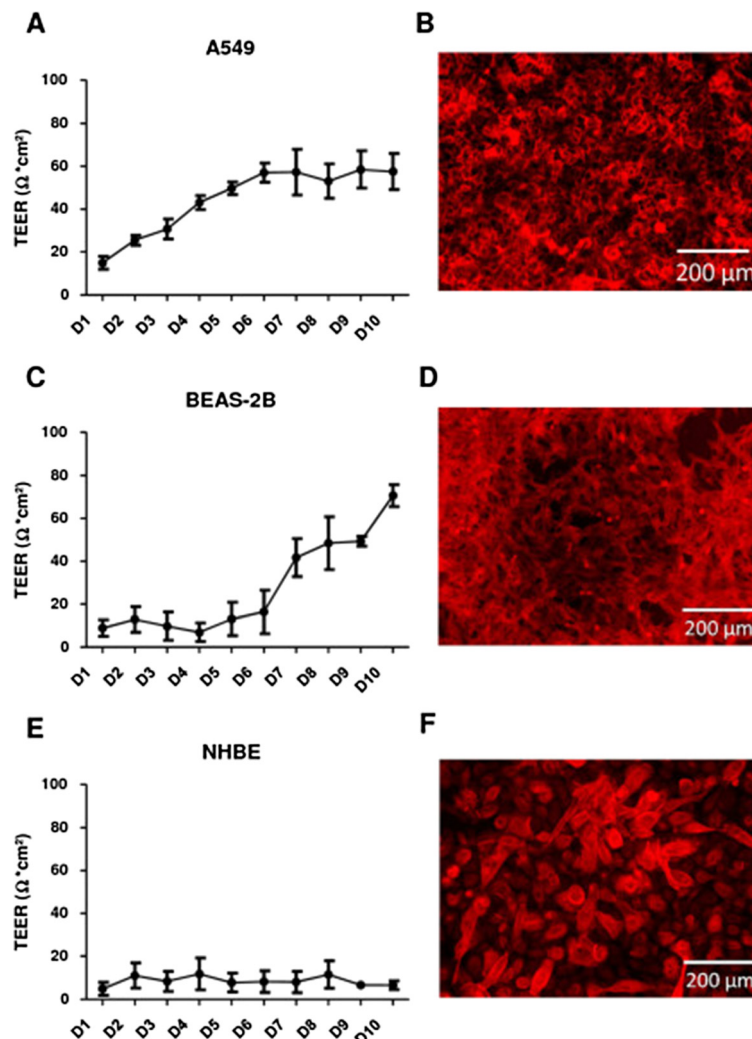 A
A549
TEER (Ω*cm²)
100
80
60
40
20
0
D1
D2
D3
D4
D5
D6
D7
D8
D9
D10
B
200 µm
C
BEAS-2B
TEER (Ω*cm²)
100
80
60
40
20
0
D1
D2
D3
D4
D5
D6
D7
D8
D9
D10
D
200 µm
E
NHBE
TEER (Ω*cm²)
100
80
60
40
20
0
D1
D2
D3
D4
D5
D6
D7
D8
D9
D10
F
200 µm